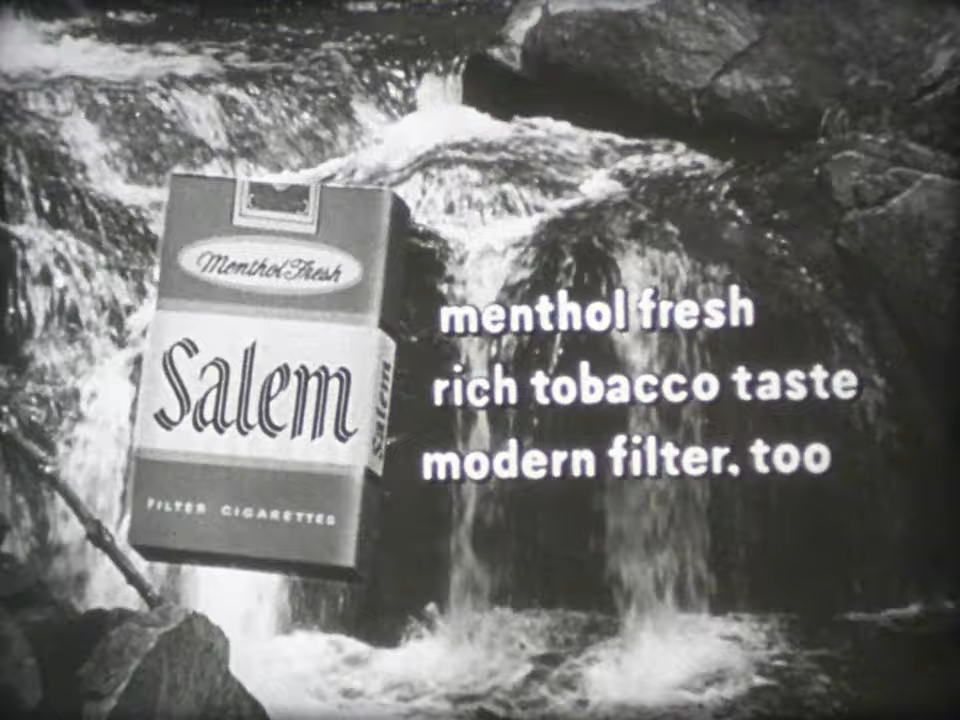 Menthol Fresh
Salem
Salem
FILTER CIGARETTES
menthol fresh
rich tobacco taste
modern filter, too